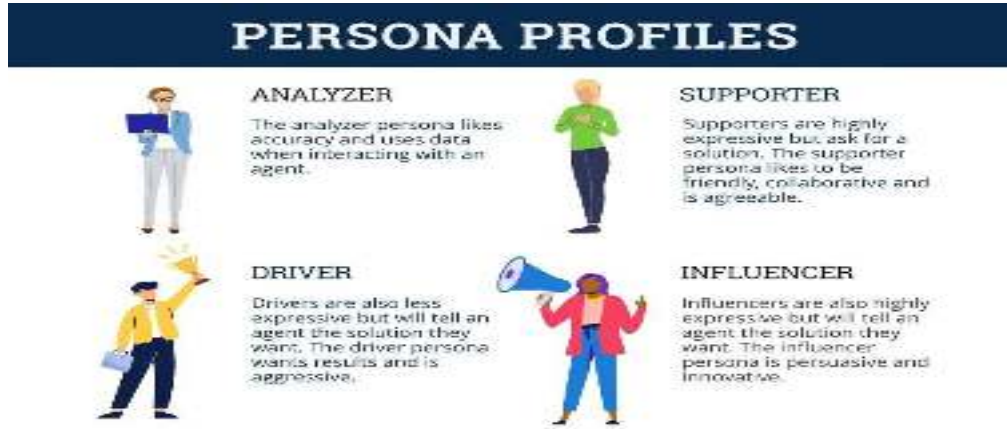 PERSONA PROFILES
ANALYZER
The analyzer persona likes
accuracy and uses data
when interacting with an
agent.
SUPPORTER
Supporters are highly
expressive but ask for a
solution. The supporter
persona likes to be
friendly, collaborative and
is agreeable.
DRIVER
Drivers are also less
expressive but will tell an
agent the solution they
want. The driver persona
wants results and is
aggressive.
INFLUENCER
Influencers are also highly
expressive but will tell an
agent the solution they
want. The influencer
persona is persuasive and
innovative.